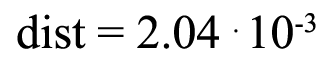 dist = 2.04 · 10⁻³